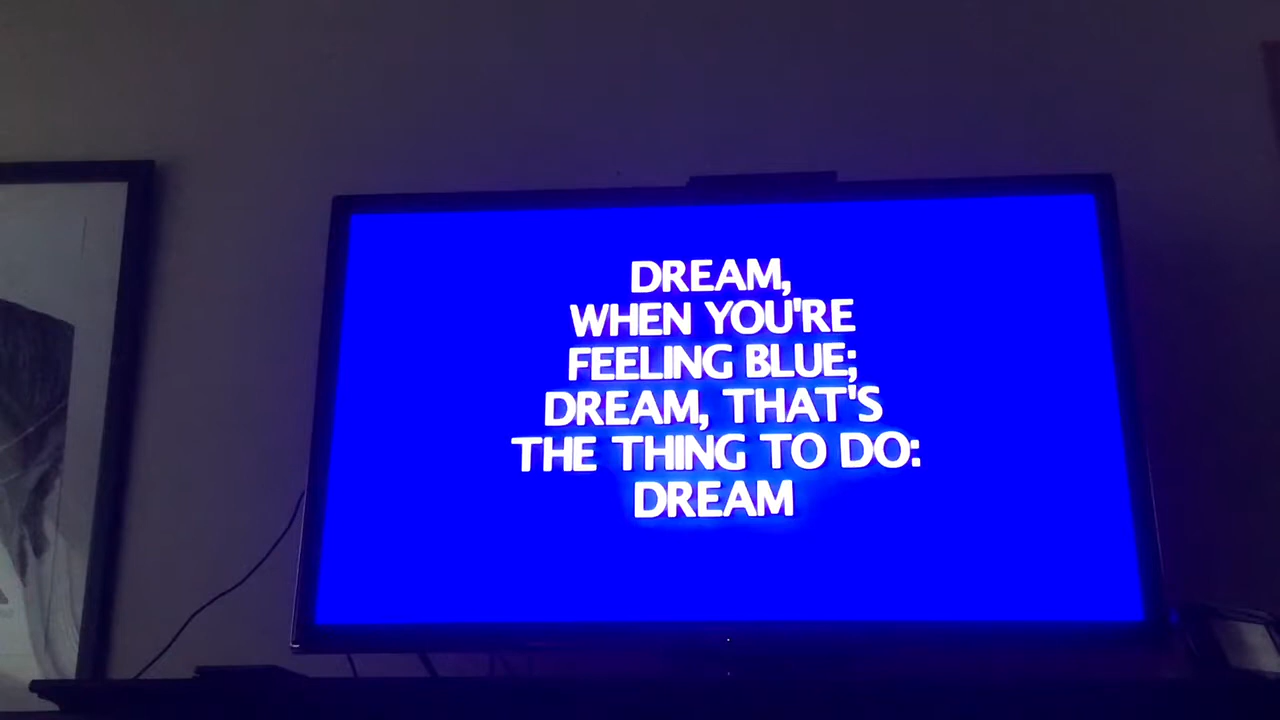 DREAM,
WHEN YOU'RE
FEELING BLUE;
DREAM, THAT'S
THE THING TO DO:
DREAM